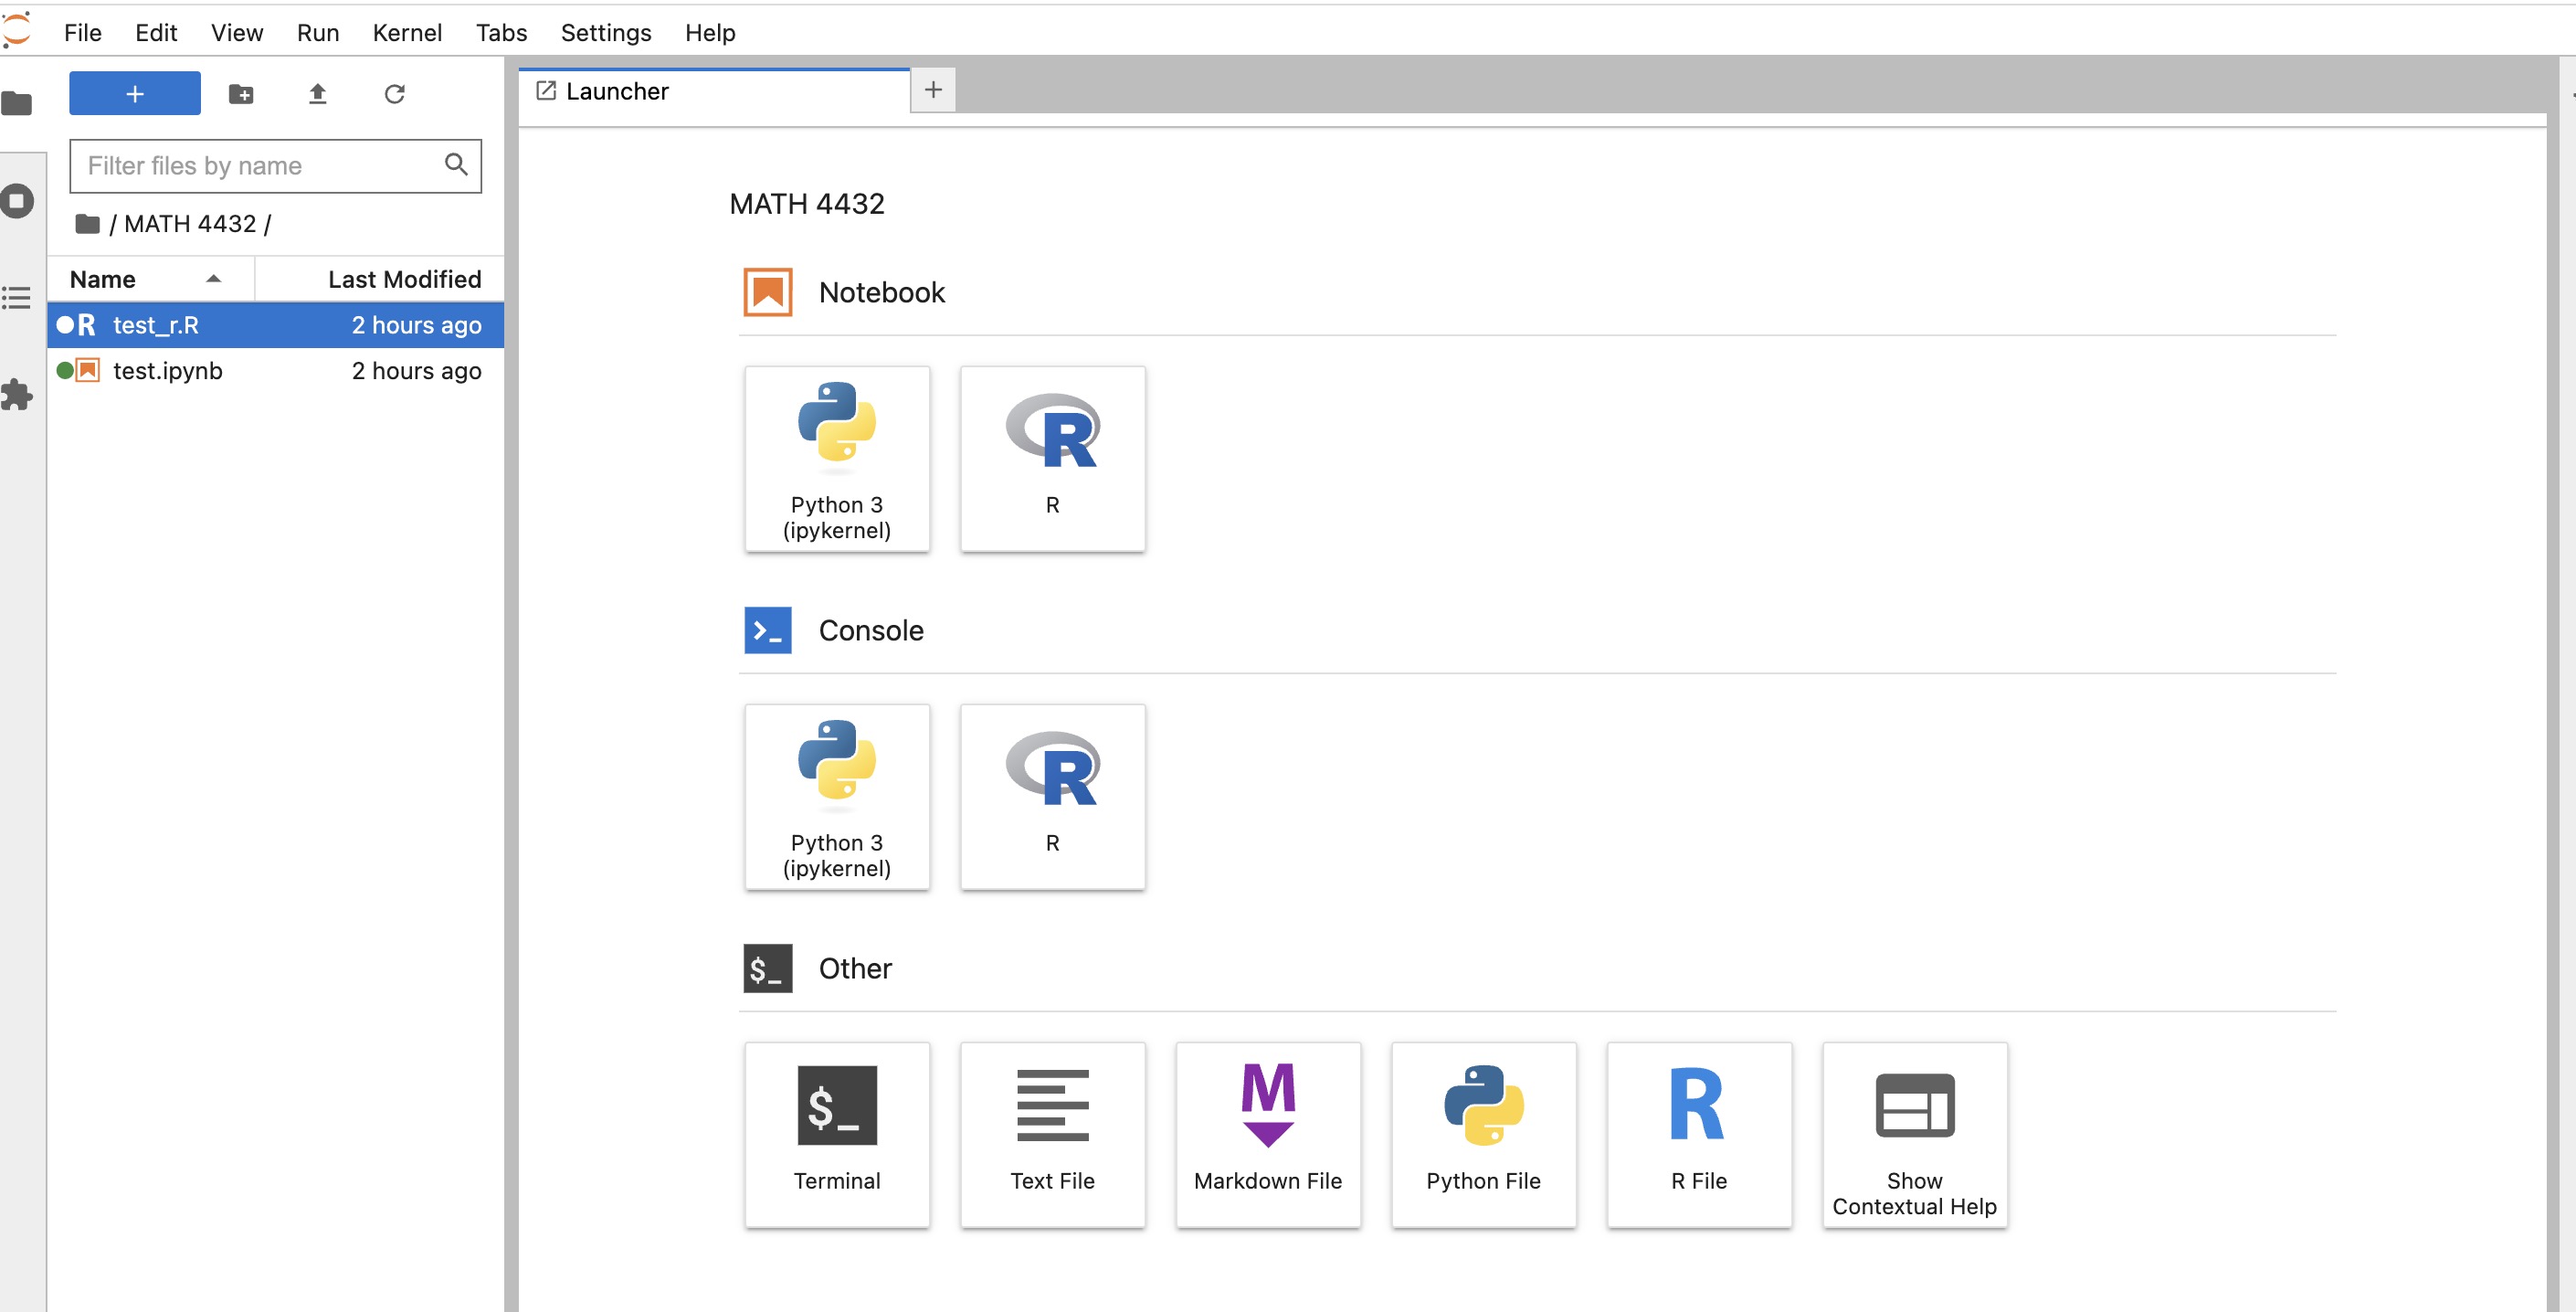 File Edit View Run Kernel Tabs Settings Help
+
Launcher
+
Filter files by name
/ MATH 4432 /
Name Last Modified
R test_r.R 2 hours ago
test.ipynb 2 hours ago
MATH 4432
Notebook
Python 3
(ipykernel)
R
R
Console
Python 3
(ipykernel)
R
R
$_ Other
$_
Terminal
Text File
M
Markdown File
Python File
R
R File
Show
Contextual Help